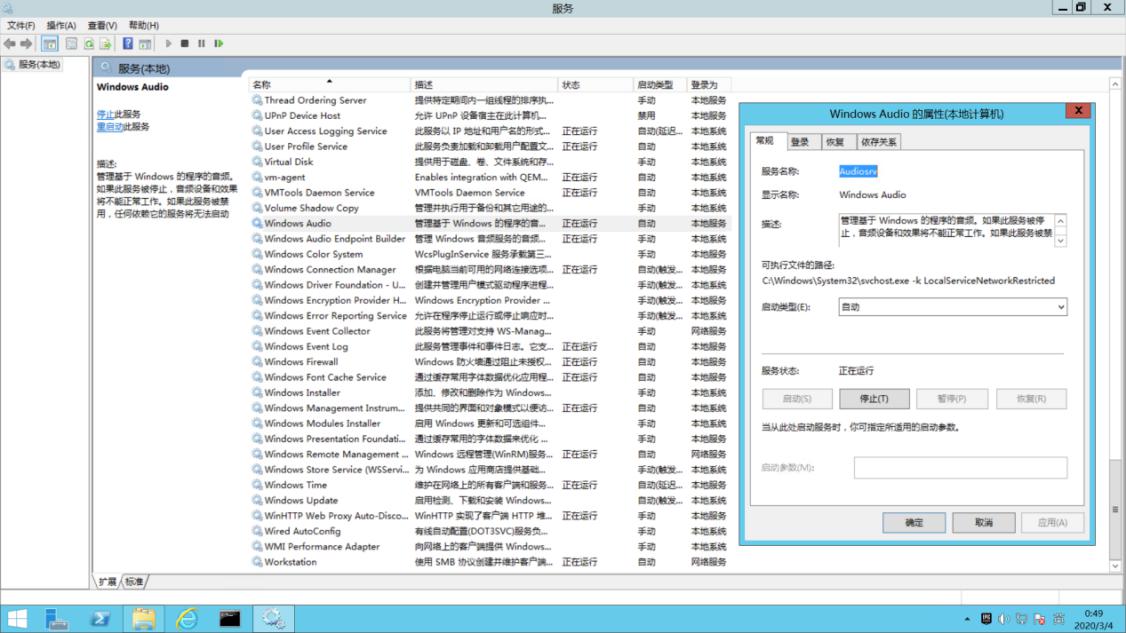 服务
文件(F) 操作(A) 查看(V) 帮助(H)
服务(本地)
服务(本地)
Windows Audio
停止此服务
重启动此服务
描述:
管理基于 Windows 的程序的音频。
如果此服务被停止，音频设备和效果
将不能正常工作。如果此服务被禁
用，任何依赖它的服务将无法启动
名称 描述 状态 启动类型 登录为
Thread Ordering Server 提供特定期间内一组线程的排序执... 手动 本地服务
UPnP Device Host 允许 UPnP 设备宿主在此计算机... 禁用 本地服务
User Access Logging Service 此服务以 IP 地址和用户名的形式... 正在运行 自动(延迟... 本地系统
User Profile Service 此服务负责加载和卸载用户配置文... 正在运行 自动 本地系统
Virtual Disk 提供用于磁盘、卷、文件系统和存... 手动 本地系统
vm-agent Enables integration with QEM... 正在运行 自动 本地系统
VMTools Daemon Service VMTools Daemon Service 正在运行 自动 本地系统
Volume Shadow Copy 管理并执行用于备份和其它用途的... 手动 本地系统
Windows Audio 管理基于 Windows 的程序的音... 正在运行 自动 本地服务
Windows Audio Endpoint Builder 管理 Windows 音频服务的音频... 正在运行 手动 本地系统
Windows Color System WcsPlugInService 服务承载第三... 手动 本地服务
Windows Connection Manager 根据电脑当前可用的网络连接选项... 正在运行 自动(触发... 本地服务
Windows Driver Foundation - U... 创建并管理用户模式驱动程序进程... 手动(触发... 本地系统
Windows Encryption Provider H... Windows Encryption Provider ... 手动(触发... 本地服务
Windows Error Reporting Service 允许在程序停止运行或停止响应时... 手动(触发... 本地系统
Windows Event Collector 此服务将管理对支持 WS-Manag... 手动 网络服务
Windows Event Log 此服务管理事件和事件日志。它支... 正在运行 自动 本地服务
Windows Firewall Windows 防火墙通过阻止未授权... 正在运行 自动 本地服务
Windows Font Cache Service 通过缓存常用字体数据优化应用程... 正在运行 自动 本地服务
Windows Installer 添加、修改和删除作为 Windows... 手动 本地系统
Windows Management Instrum... 提供共同的界面和对象模式以便访... 正在运行 自动 本地系统
Windows Modules Installer 启用 Windows 更新和可选组件... 手动 本地系统
Windows Presentation Foundati... 通过缓存常用的字体数据来优化 ... 手动 本地服务
Windows Remote Management ... Windows 远程管理(WinRM)服务... 正在运行 自动 网络服务
Windows Store Service (WSServi... 为 Windows 应用商店提供基础... 手动(触发... 本地系统
Windows Time 维护在网络上的所有客户端和服务... 正在运行 自动(延迟... 本地服务
Windows Update 启用检测、下载和安装 Windows... 自动(触发... 本地系统
WinHTTP Web Proxy Auto-Disco... WinHTTP 实现了客户端 HTTP 堆... 正在运行 手动 本地服务
Wired AutoConfig 有线自动配置(DOT3SVC)服务负... 手动 本地系统
WMI Performance Adapter 向网络上的客户端提供 Windows... 手动 本地系统
Workstation 使用 SMB 协议创建并维护客户端... 正在运行 自动 网络服务
扩展 标准
Windows Audio 的属性(本地计算机)
常规 登录 恢复 依存关系
服务名称: Audiosrv
显示名称: Windows Audio
描述: 管理基于 Windows 的程序的音频。如果此服务被停
止，音频设备和效果将不能正常工作。如果此服务被禁
可执行文件的路径:
C:\Windows\System32\svchost.exe -k LocalServiceNetworkRestricted
启动类型(E): 自动
服务状态: 正在运行
启动(S) 停止(T) 暂停(P) 恢复(R)
当从此处启动服务时，你可指定所适用的启动参数。
启动参数(M):
确定 取消 应用(A)
0:49
2020/3/4